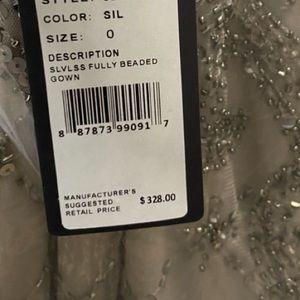 COLOR: SIL
SIZE: 0
DESCRIPTION
SLVLSS FULLY BEADED
GOWN
8 87873 99091 7
MANUFACTURER'S
SUGGESTED
RETAIL PRICE
$328.00